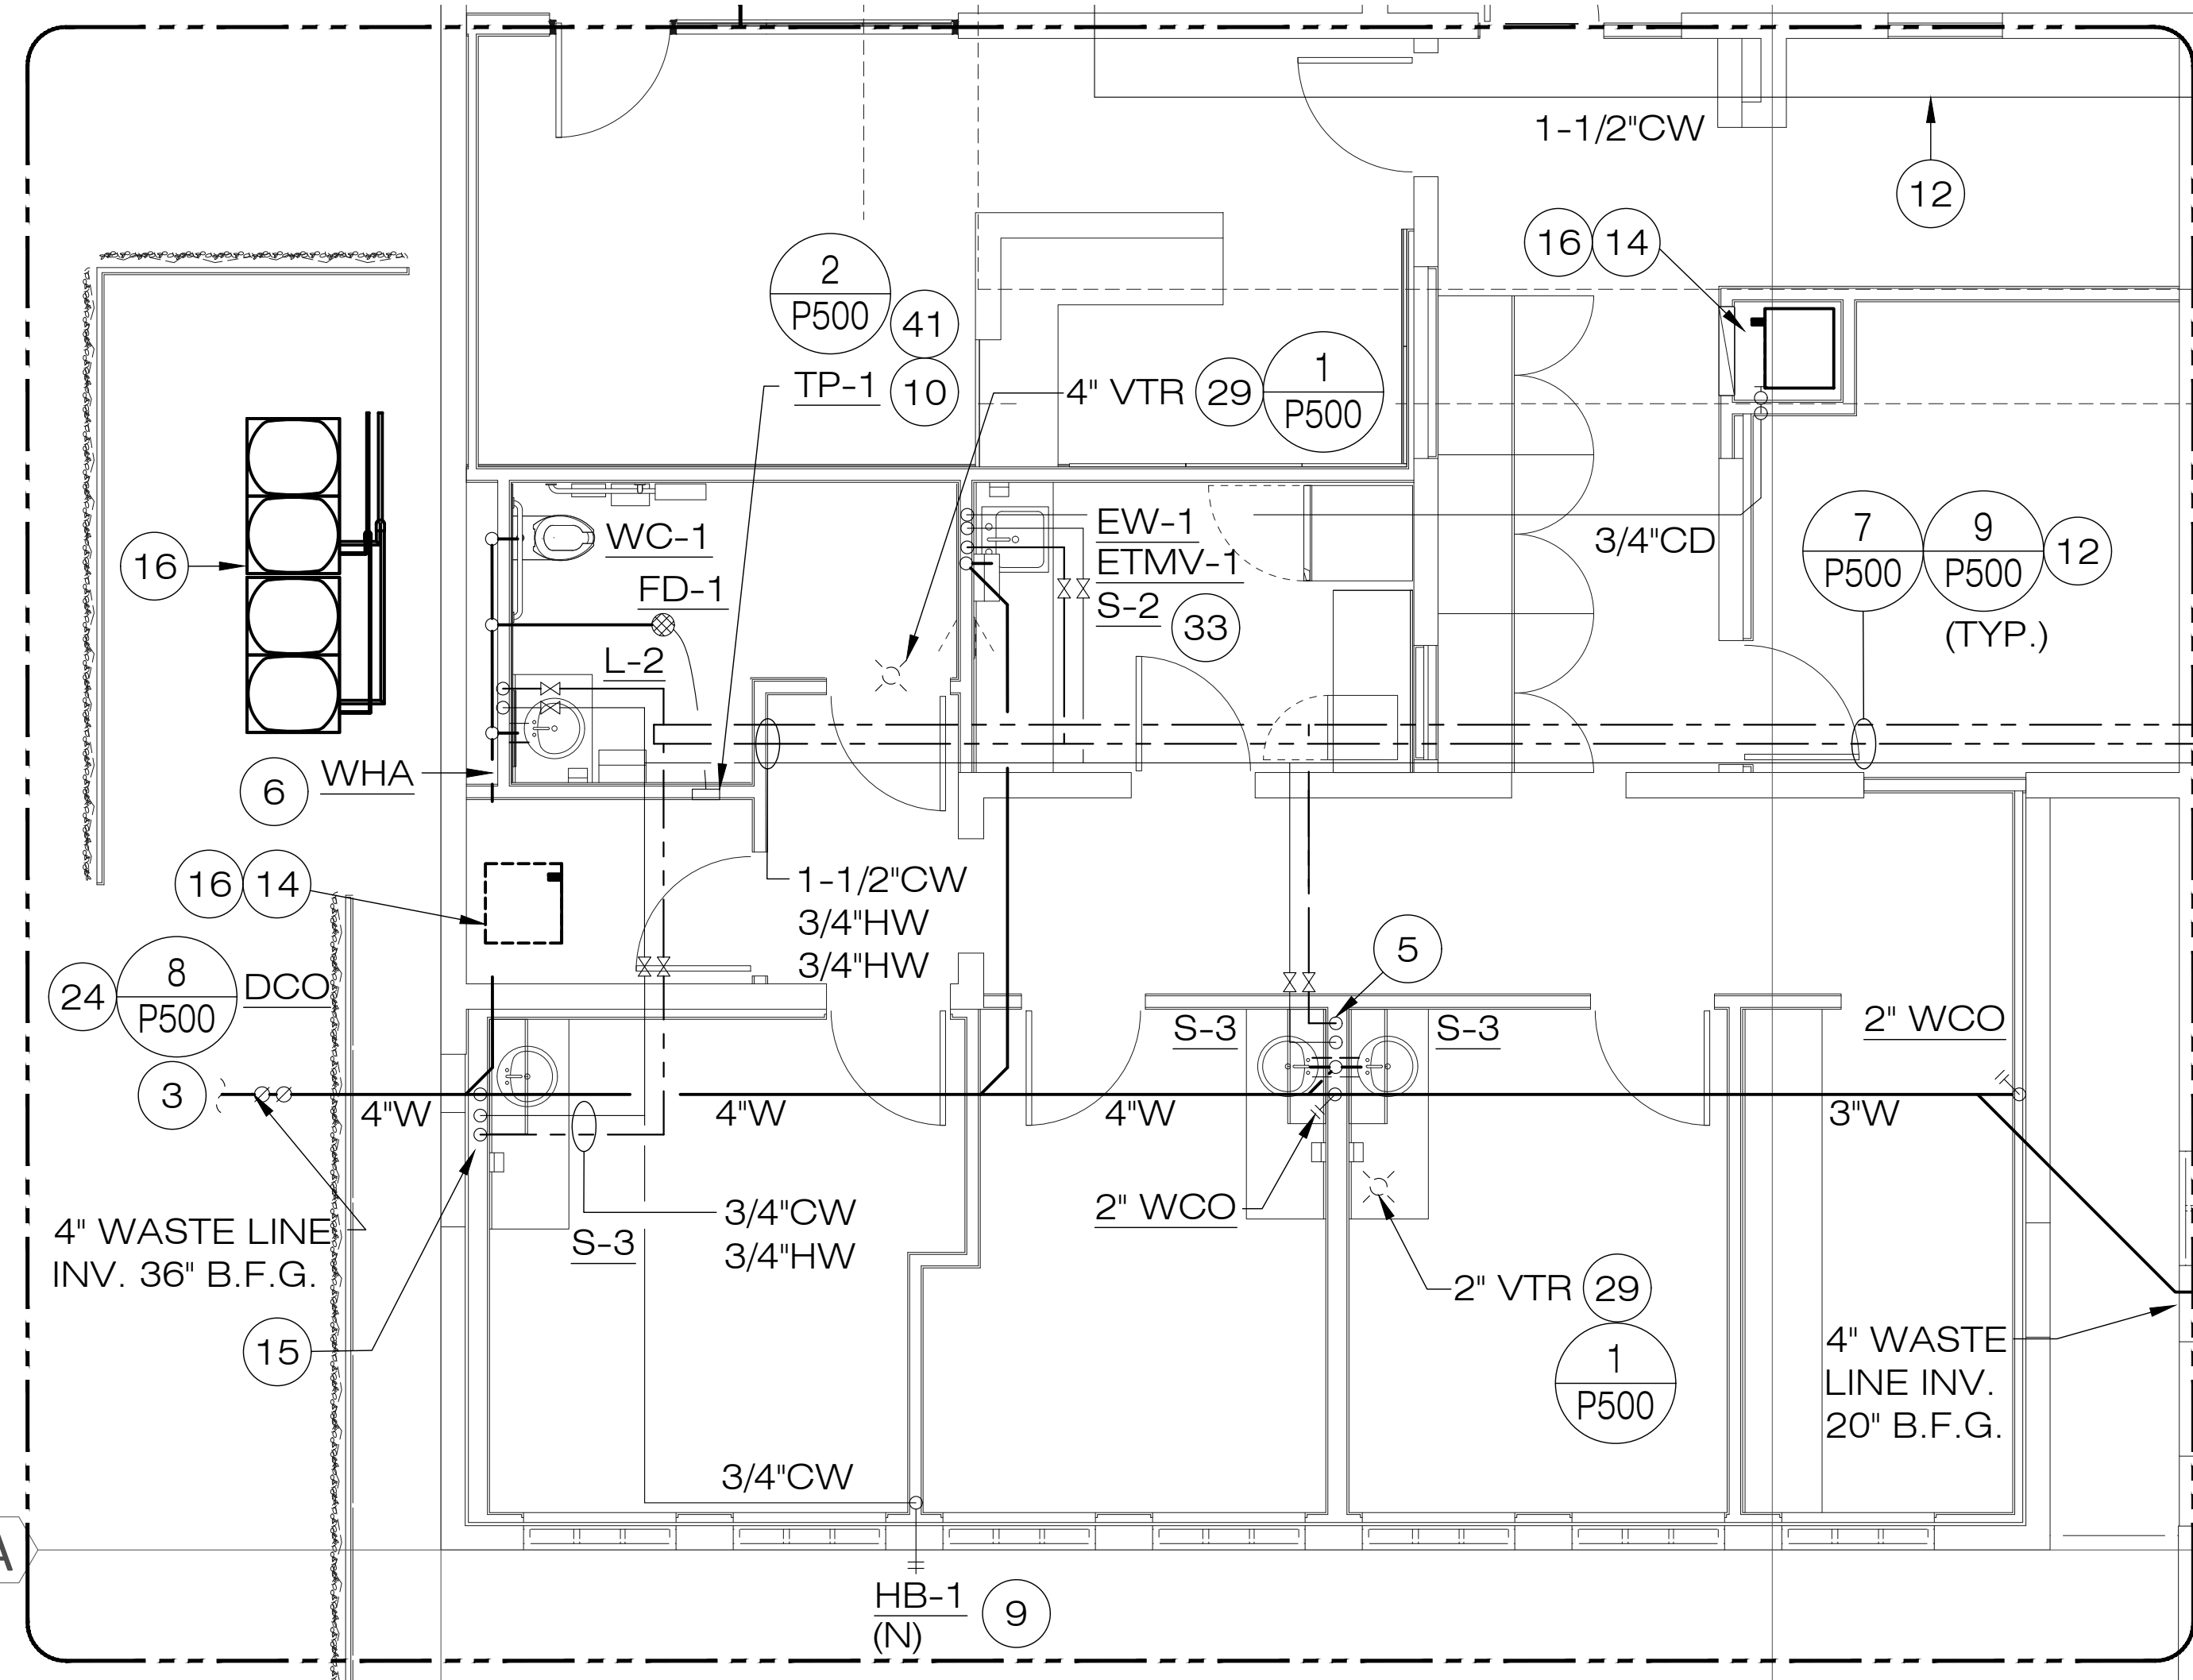 1-1/2"CW
12
16 14
2
P500
41
TP-1 10
4" VTR 29
1
P500
16
WC-1
FD-1
L-2
EW-1
ETMV-1
S-2 33
3/4"CD
7
P500
9
P500
12
(TYP.)
6 WHA
16 14
1-1/2"CW
3/4"HW
3/4"HW
5
24
8
P500
DCO
3
S-3
S-3
2" WCO
4"W
4"W
4"W
3"W
4" WASTE LINE
INV. 36" B.F.G.
S-3
3/4"CW
3/4"HW
2" WCO
15
2" VTR 29
1
P500
4" WASTE
LINE INV.
20" B.F.G.
3/4"CW
A
HB-1
(N)
9